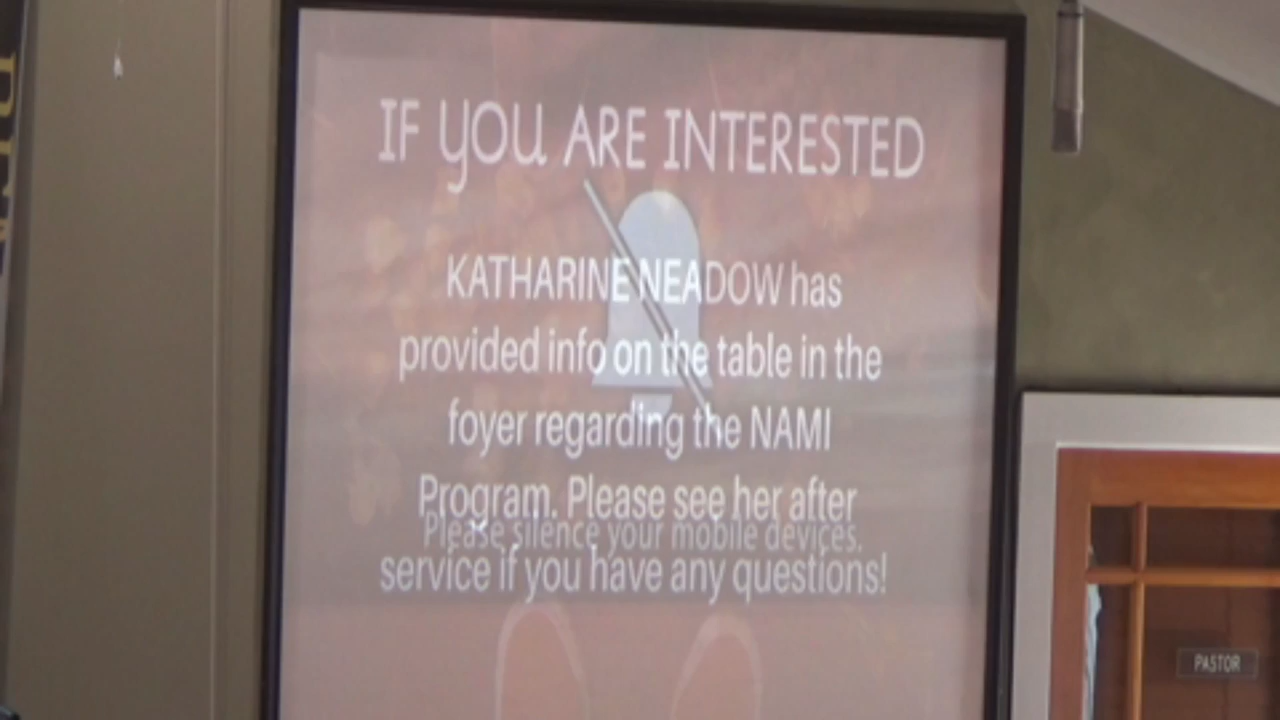 IF YOU ARE INTERESTED
KATHARINE NEADOW has
provided info on the table in the
foyer regarding the NAMI
Program. Please see her after
Please silence your mobile devices.
service if you have any questions!
PASTOR